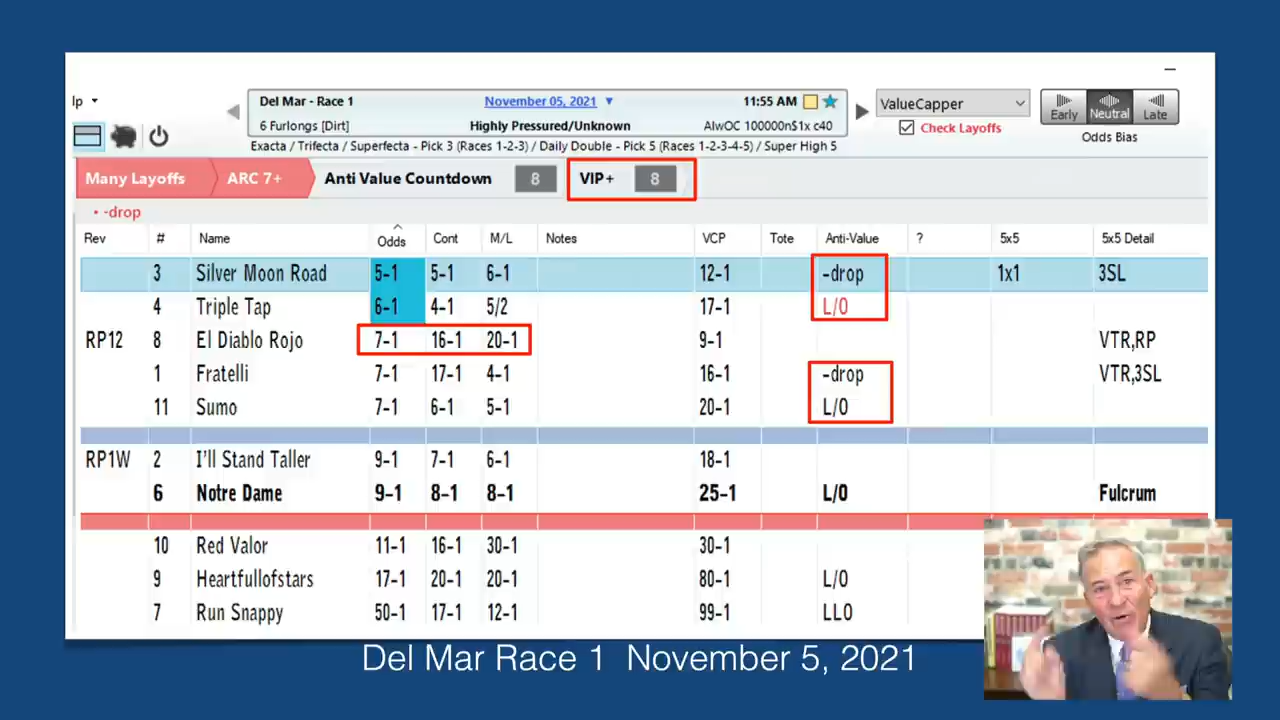 lp
Del Mar - Race 1 November 05, 2021 11:55 AM
6 Furlongs [Dirt] Highly Pressured/Unknown AlwOC 100000n$1x c40
Exacta / Trifecta / Superfecta - Pick 3 (Races 1-2-3) / Daily Double - Pick 5 (Races 1-2-3-4-5) / Super High 5
ValueCapper
Check Layoffs
Early Neutral Late
Odds Bias
Many Layoffs ARC 7+ Anti Value Countdown 8 VIP+ 8
• -drop
Rev # Name Odds Cont M/L Notes VCP Tote Anti-Value ? 5x5 5x5 Detail
3 Silver Moon Road 5-1 5-1 6-1 12-1 -drop 1x1 3SL
4 Triple Tap 6-1 4-1 5/2 17-1 L/O
RP12 8 El Diablo Rojo 7-1 16-1 20-1 9-1 VTR,RP
1 Fratelli 7-1 17-1 4-1 16-1 -drop VTR,3SL
11 Sumo 7-1 6-1 5-1 20-1 L/O
RP1W 2 I'll Stand Taller 9-1 7-1 6-1 18-1
6 Notre Dame 9-1 8-1 8-1 25-1 L/O Fulcrum
10 Red Valor 11-1 16-1 30-1 30-1
9 Heartfullofstars 17-1 20-1 20-1 80-1 L/O
7 Run Snappy 50-1 17-1 12-1 99-1 LLO
Del Mar Race 1 November 5, 2021